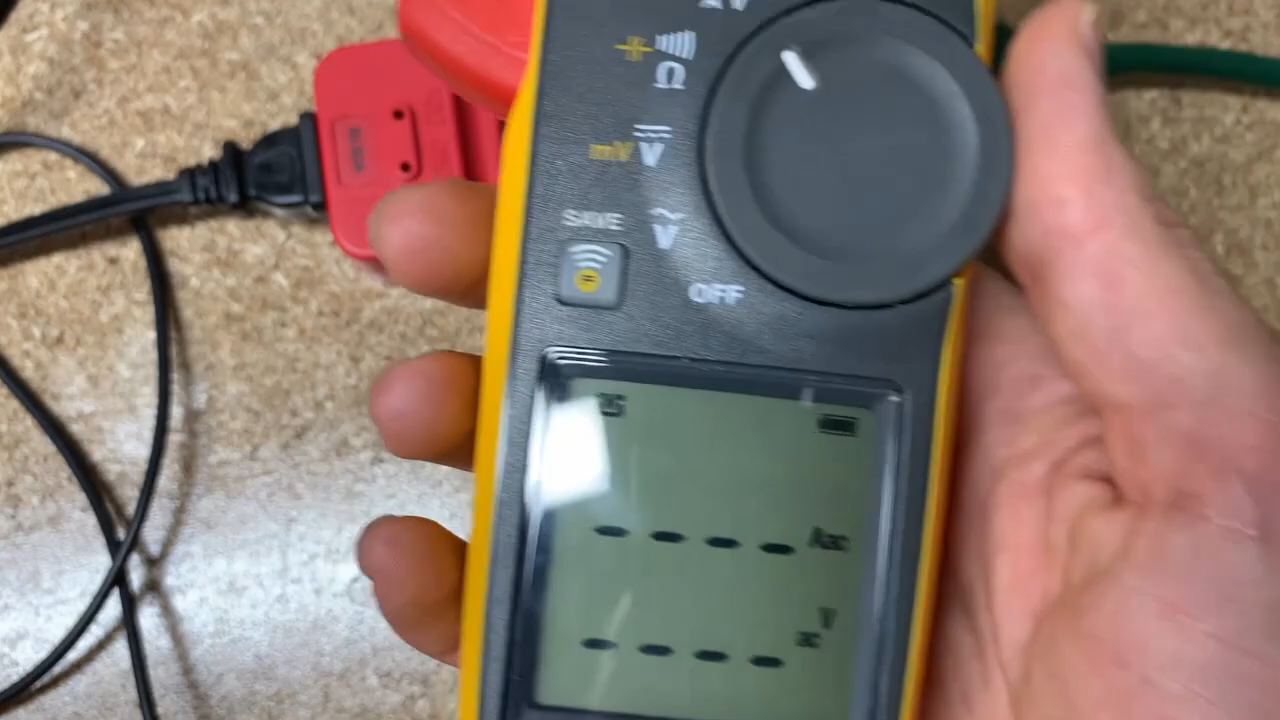 Ω
mV V
SAVE
V
OFF
- - - - Aac
V
- - - - ac